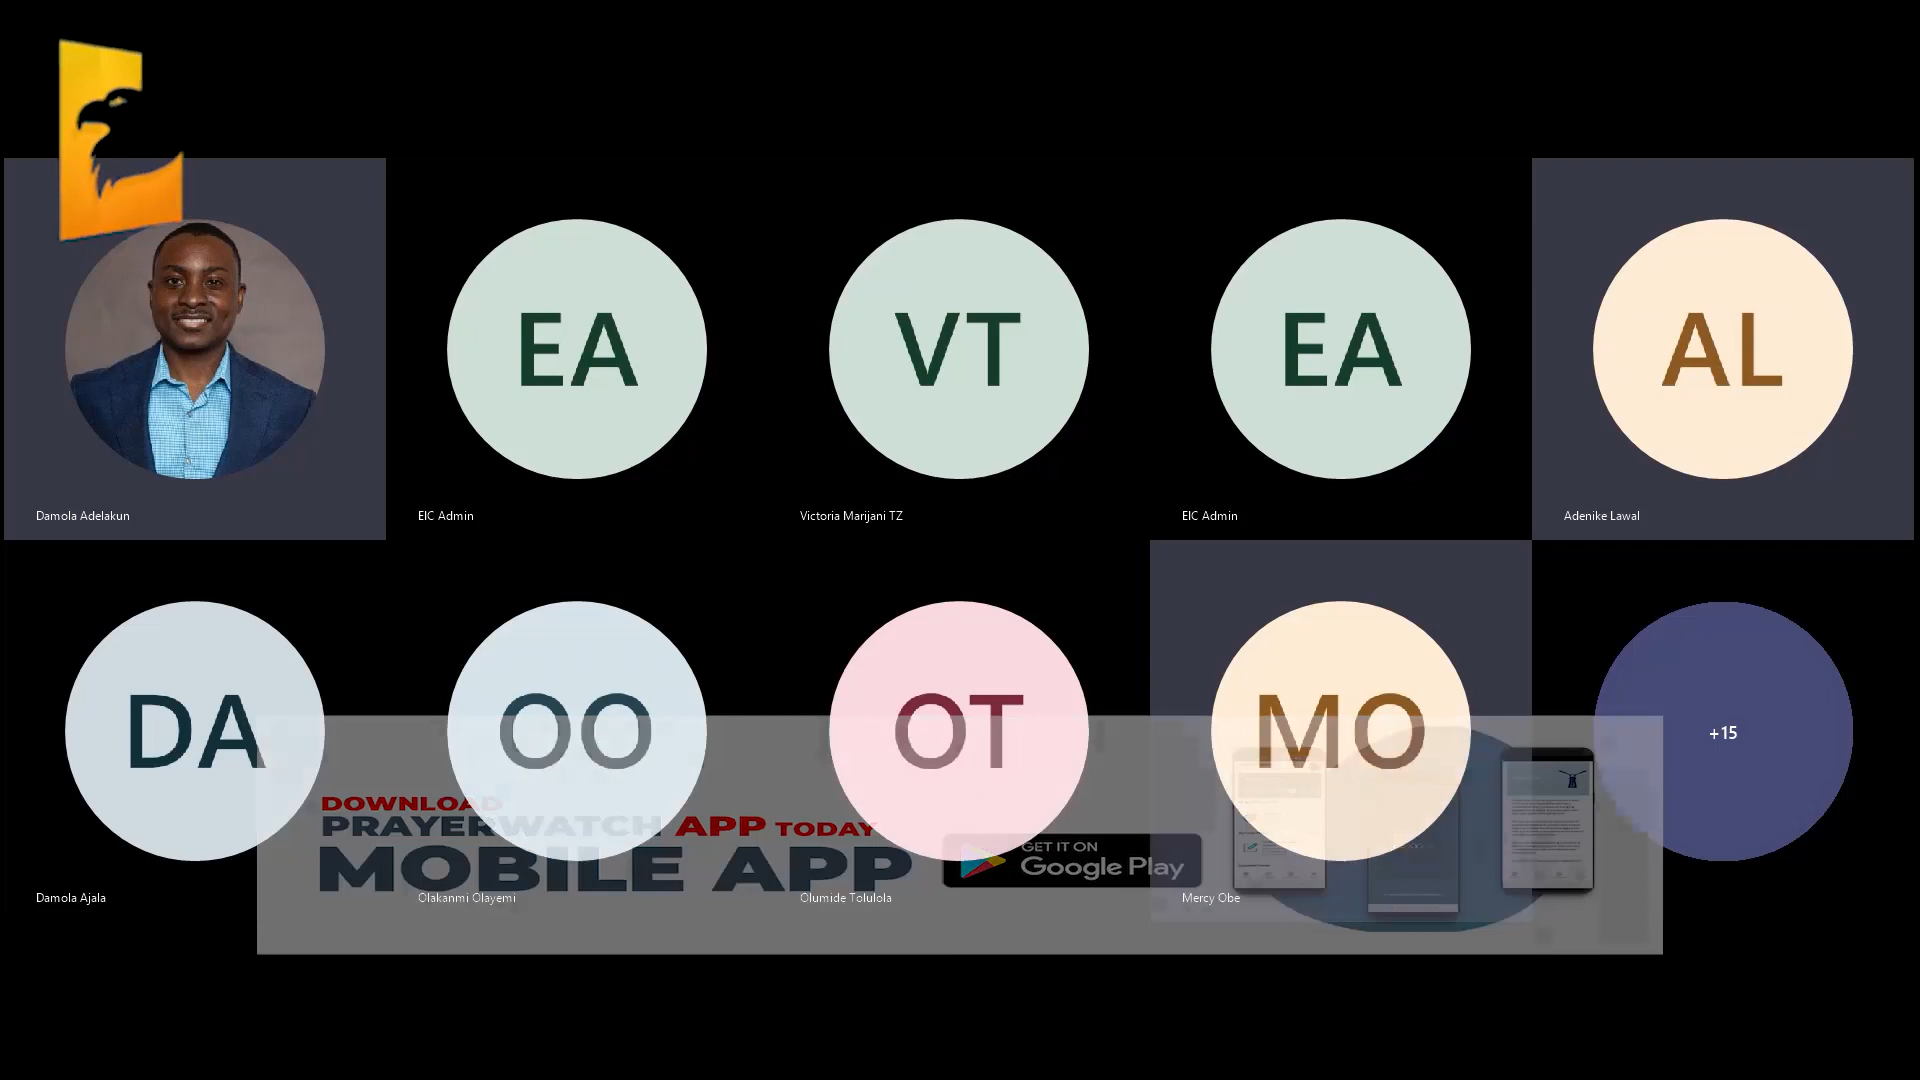 E
EA
VT
EA
AL
Damola Adelakun
EIC Admin
Victoria Marijani TZ
EIC Admin
Adenike Lawal
DA
OO
OT
MO
+15
DOWNLOAD
PRAYERWATCH APP TODAY
MOBILE APP
GET IT ON
Google Play
Damola Ajala
Olakanmi Olayemi
Olumide Tolulola
Mercy Obe